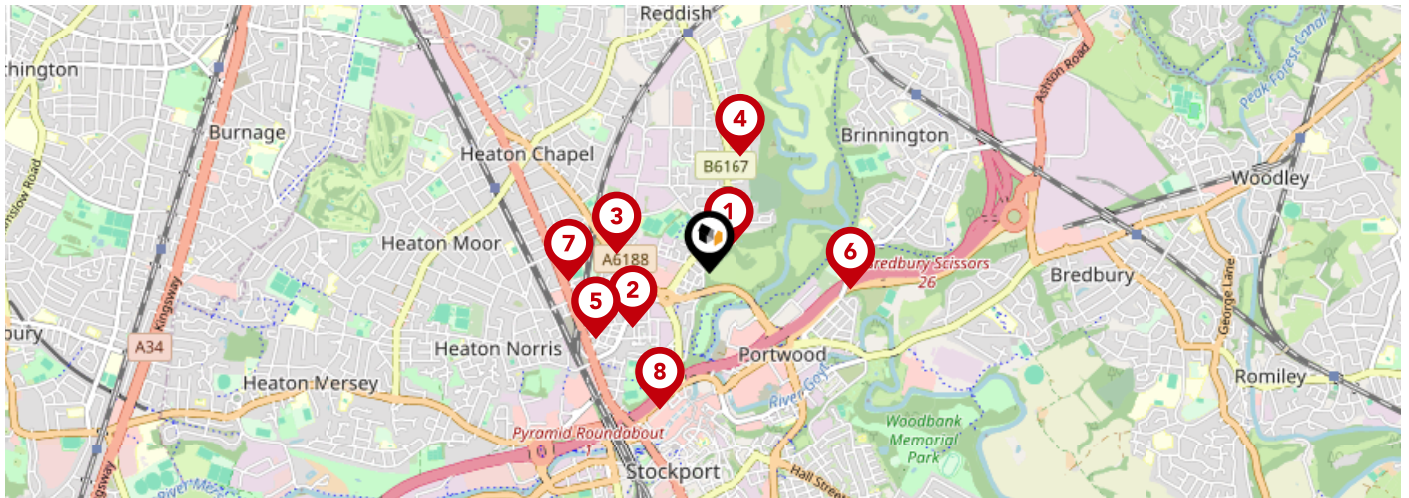 Reddish
Peak Forest Canal
Ashton Road
4
Burnage
Brinnington
Heaton Chapel
B6167
Woodley
1
3
Heaton Moor
7
A6188
6
Bredbury Scissors
26
Bredbury
5
2
Kingsway
George Lane
A34
Heaton Norris
Portwood
8
Heaton Mersey
River Goyt
Romiley
Woodbank
Memorial
Park
Pyramid Roundabout
Stockport
Hall Street